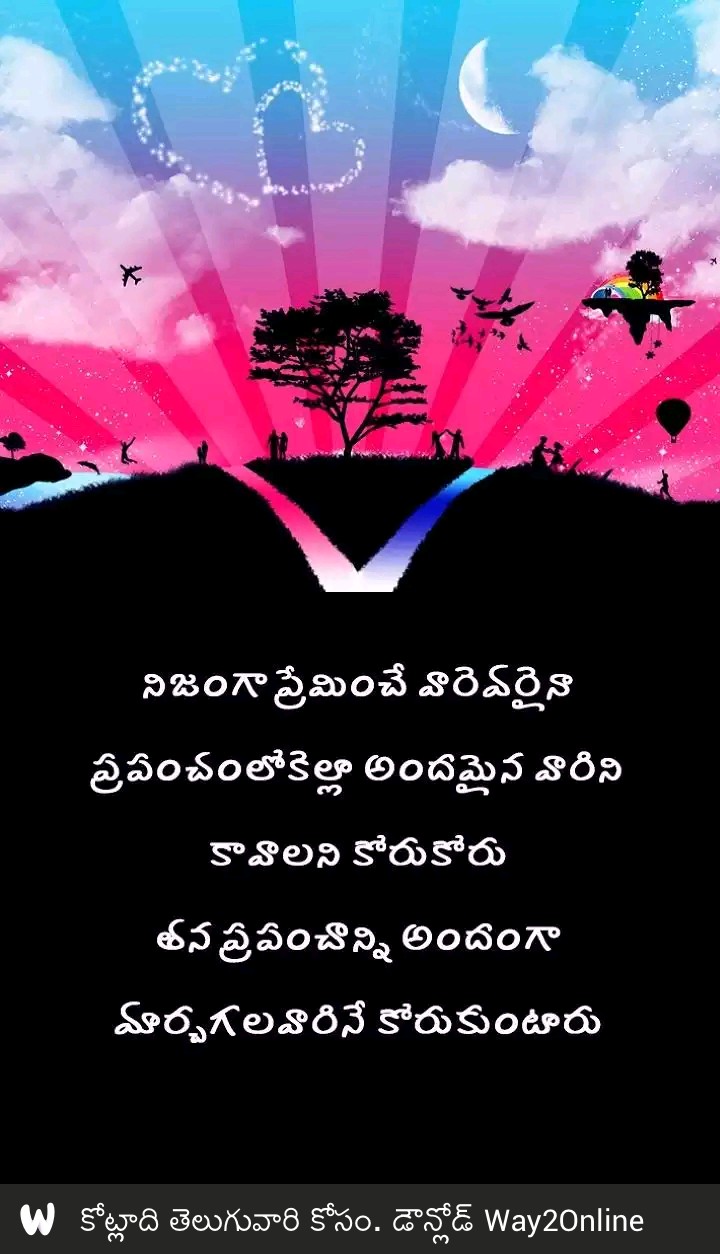 నిజంగా ప్రేమించే వారెవరైనా
ప్రపంచంలోకెల్లా అందమైన వారిని
కావాలని కోరుకోరు
తన ప్రపంచాన్ని అందంగా
మార్చగలవారినే కోరుకుంటారు
W కోట్లాది తెలుగువారి కోసం. డౌన్లోడ్ Way2Online